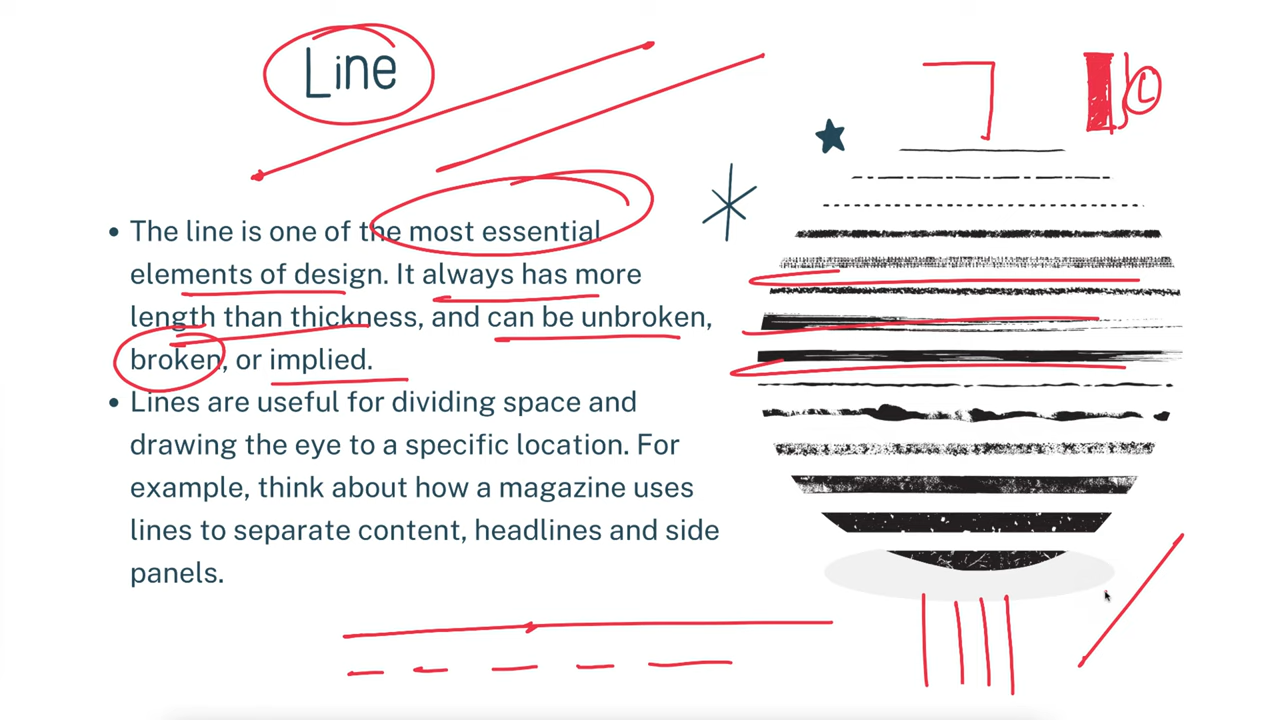 Line
• The line is one of the most essential
elements of design. It always has more
length than thickness, and can be unbroken,
broken, or implied.
• Lines are useful for dividing space and
drawing the eye to a specific location. For
example, think about how a magazine uses
lines to separate content, headlines and side
panels.
L